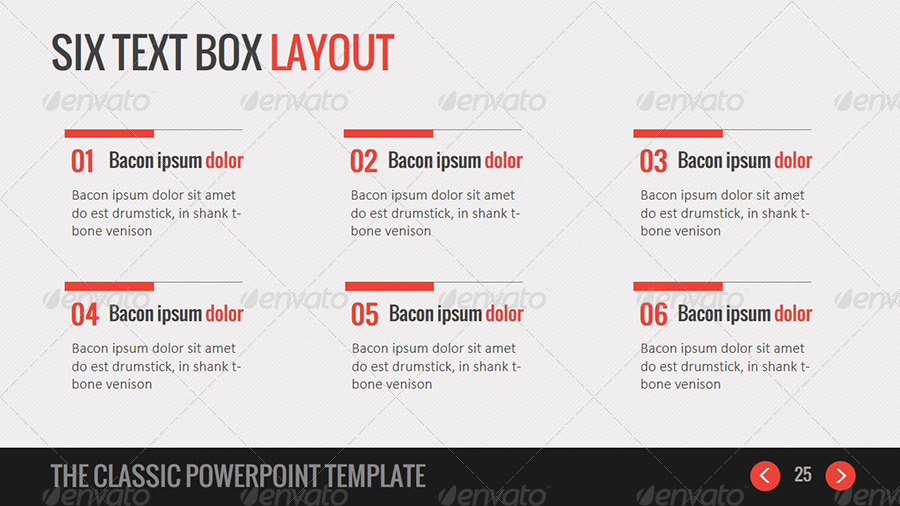 SIX TEXT BOX LAYOUT
envato envato envato envato envato
01 Bacon ipsum dolor
Bacon ipsum dolor sit amet
do est drumstick, in shank t-
bone venison
02 Bacon ipsum dolor
Bacon ipsum dolor sit amet
do est drumstick, in shank t-
bone venison
03 Bacon ipsum dolor
Bacon ipsum dolor sit amet
do est drumstick, in shank t-
bone venison
envato envato envato envato envato
04 Bacon ipsum dolor
Bacon ipsum dolor sit amet
do est drumstick, in shank t-
bone venison
05 Bacon ipsum dolor
Bacon ipsum dolor sit amet
do est drumstick, in shank t-
bone venison
06 Bacon ipsum dolor
Bacon ipsum dolor sit amet
do est drumstick, in shank t-
bone venison
THE CLASSIC POWERPOINT TEMPLATE
25
envato envato envato envato envato